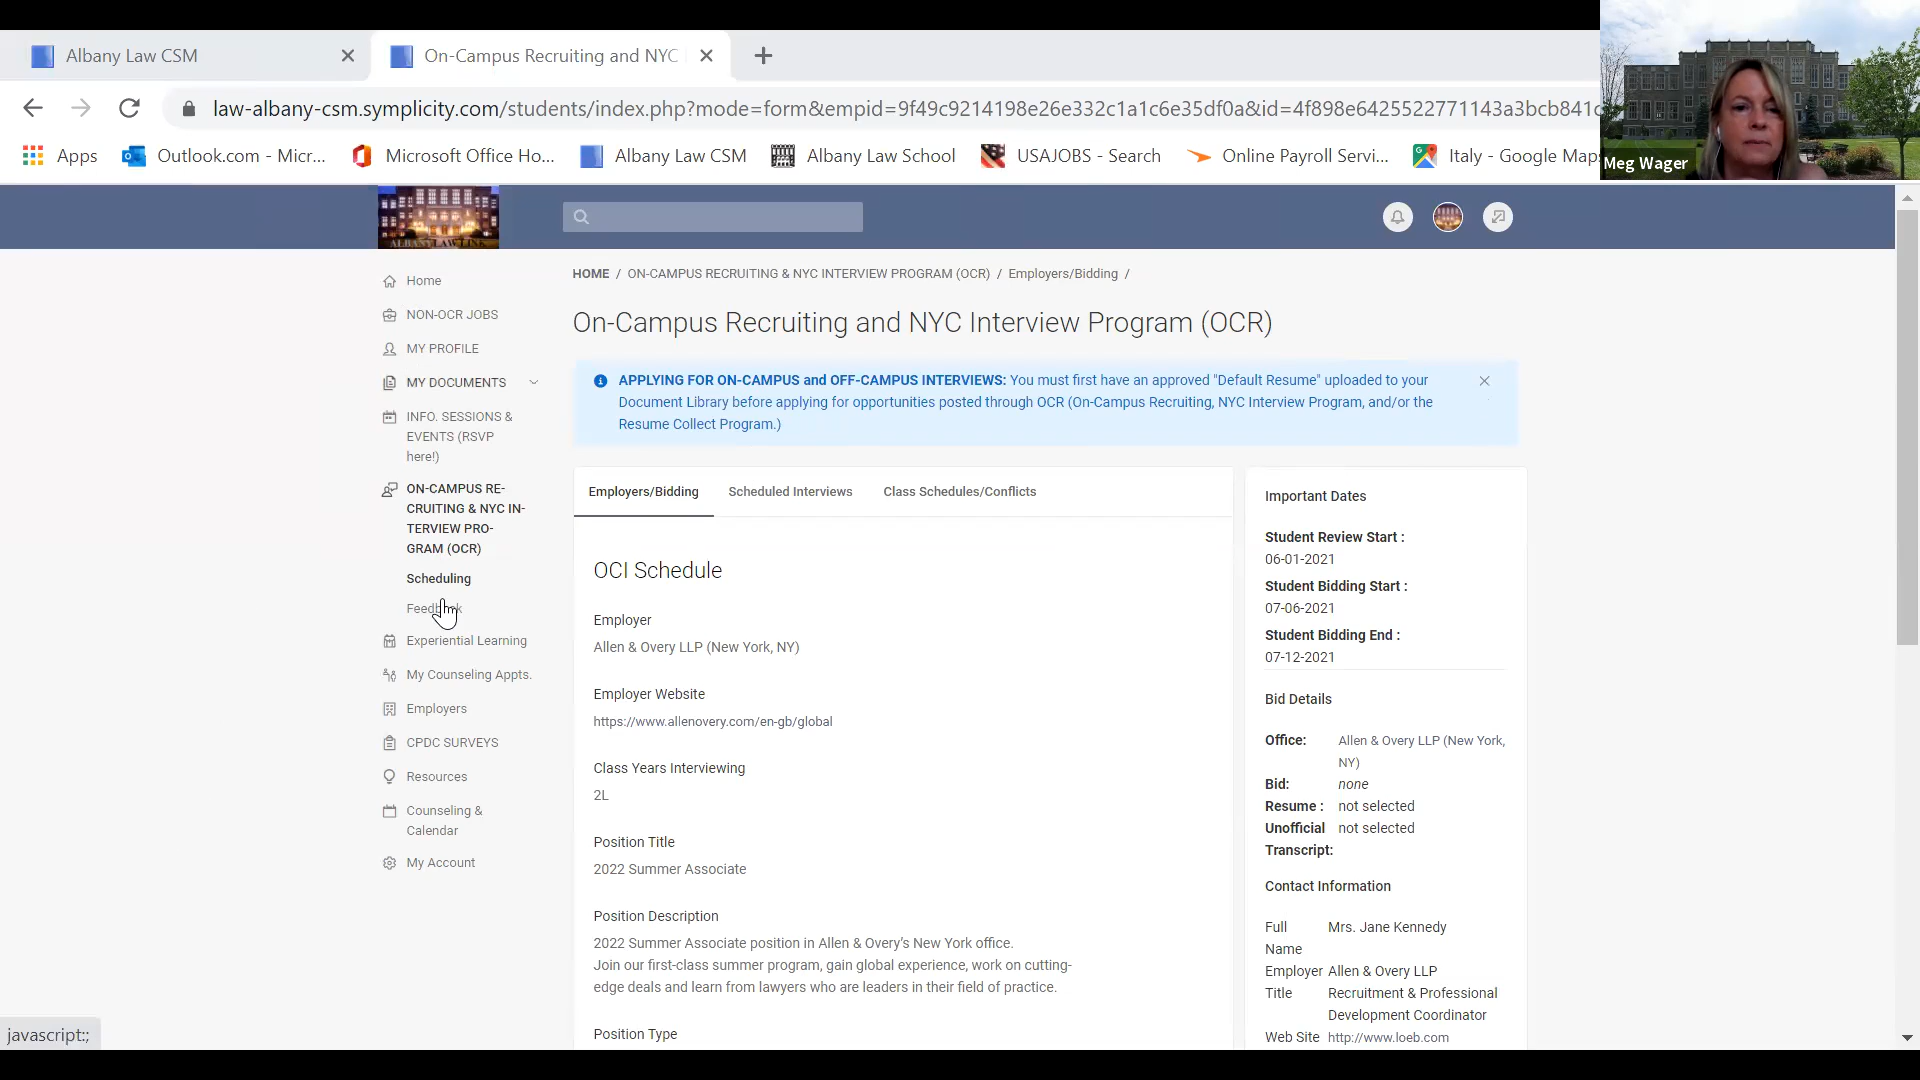 Albany Law CSM
On-Campus Recruiting and NYC
law-albany-csm.symplicity.com/students/index.php?mode=form&empid=9f49c9214198e26e332c1a1c6e35df0a&id=4f898e6425522771143a3bcb841c
Meg Wager
Apps
Outlook.com - Micr...
Microsoft Office Ho...
Albany Law CSM
Albany Law School
USAJOBS - Search
Online Payroll Servi...
Italy - Google Maps
ALBANY LAW LINK
Home
NON-OCR JOBS
MY PROFILE
MY DOCUMENTS
INFO. SESSIONS &
EVENTS (RSVP
here!)
ON-CAMPUS RE-
CRUITING & NYC IN-
TERVIEW PRO-
GRAM (OCR)
Scheduling
Experiential Learning
My Counseling Appts.
Employers
CPDC SURVEYS
Resources
Counseling &
Calendar
My Account
HOME / ON-CAMPUS RECRUITING & NYC INTERVIEW PROGRAM (OCR) / Employers/Bidding /
On-Campus Recruiting and NYC Interview Program (OCR)
APPLYING FOR ON-CAMPUS and OFF-CAMPUS INTERVIEWS: You must first have an approved "Default Resume" uploaded to your
Document Library before applying for opportunities posted through OCR (On-Campus Recruiting, NYC Interview Program, and/or the
Resume Collect Program.)
Employers/Bidding
Scheduled Interviews
Class Schedules/Conflicts
OCI Schedule
Employer
Allen & Overy LLP (New York, NY)
Employer Website
https://www.allenovery.com/en-gb/global
Class Years Interviewing
2L
Position Title
2022 Summer Associate
Position Description
2022 Summer Associate position in Allen & Overy's New York office.
Join our first-class summer program, gain global experience, work on cutting-
edge deals and learn from lawyers who are leaders in their field of practice.
Position Type
Important Dates
Student Review Start :
06-01-2021
Student Bidding Start :
07-06-2021
Student Bidding End :
07-12-2021
Bid Details
Office: Allen & Overy LLP (New York,
NY)
Bid: none
Resume : not selected
Unofficial not selected
Transcript:
Contact Information
Full Mrs. Jane Kennedy
Name
Employer Allen & Overy LLP
Title Recruitment & Professional
Development Coordinator
Web Site http://www.loeb.com
javascript:;